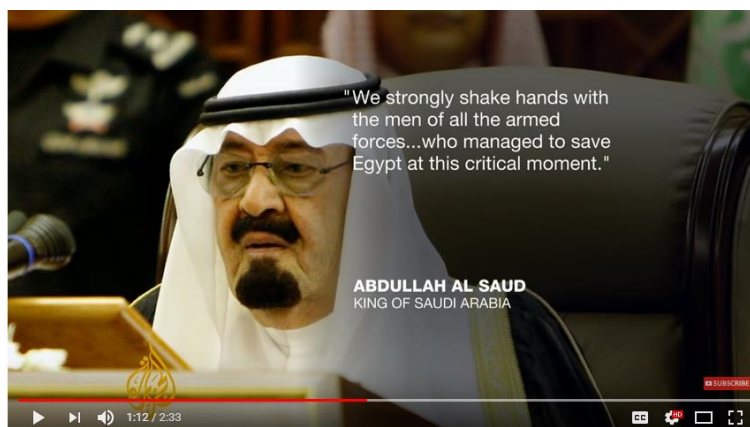 "We strongly shake hands with
the men of all the armed
forces...who managed to save
Egypt at this critical moment."
ABDULLAH AL SAUD
KING OF SAUDI ARABIA
SUBSCRIBE
1:12 / 2:33
CC
HD